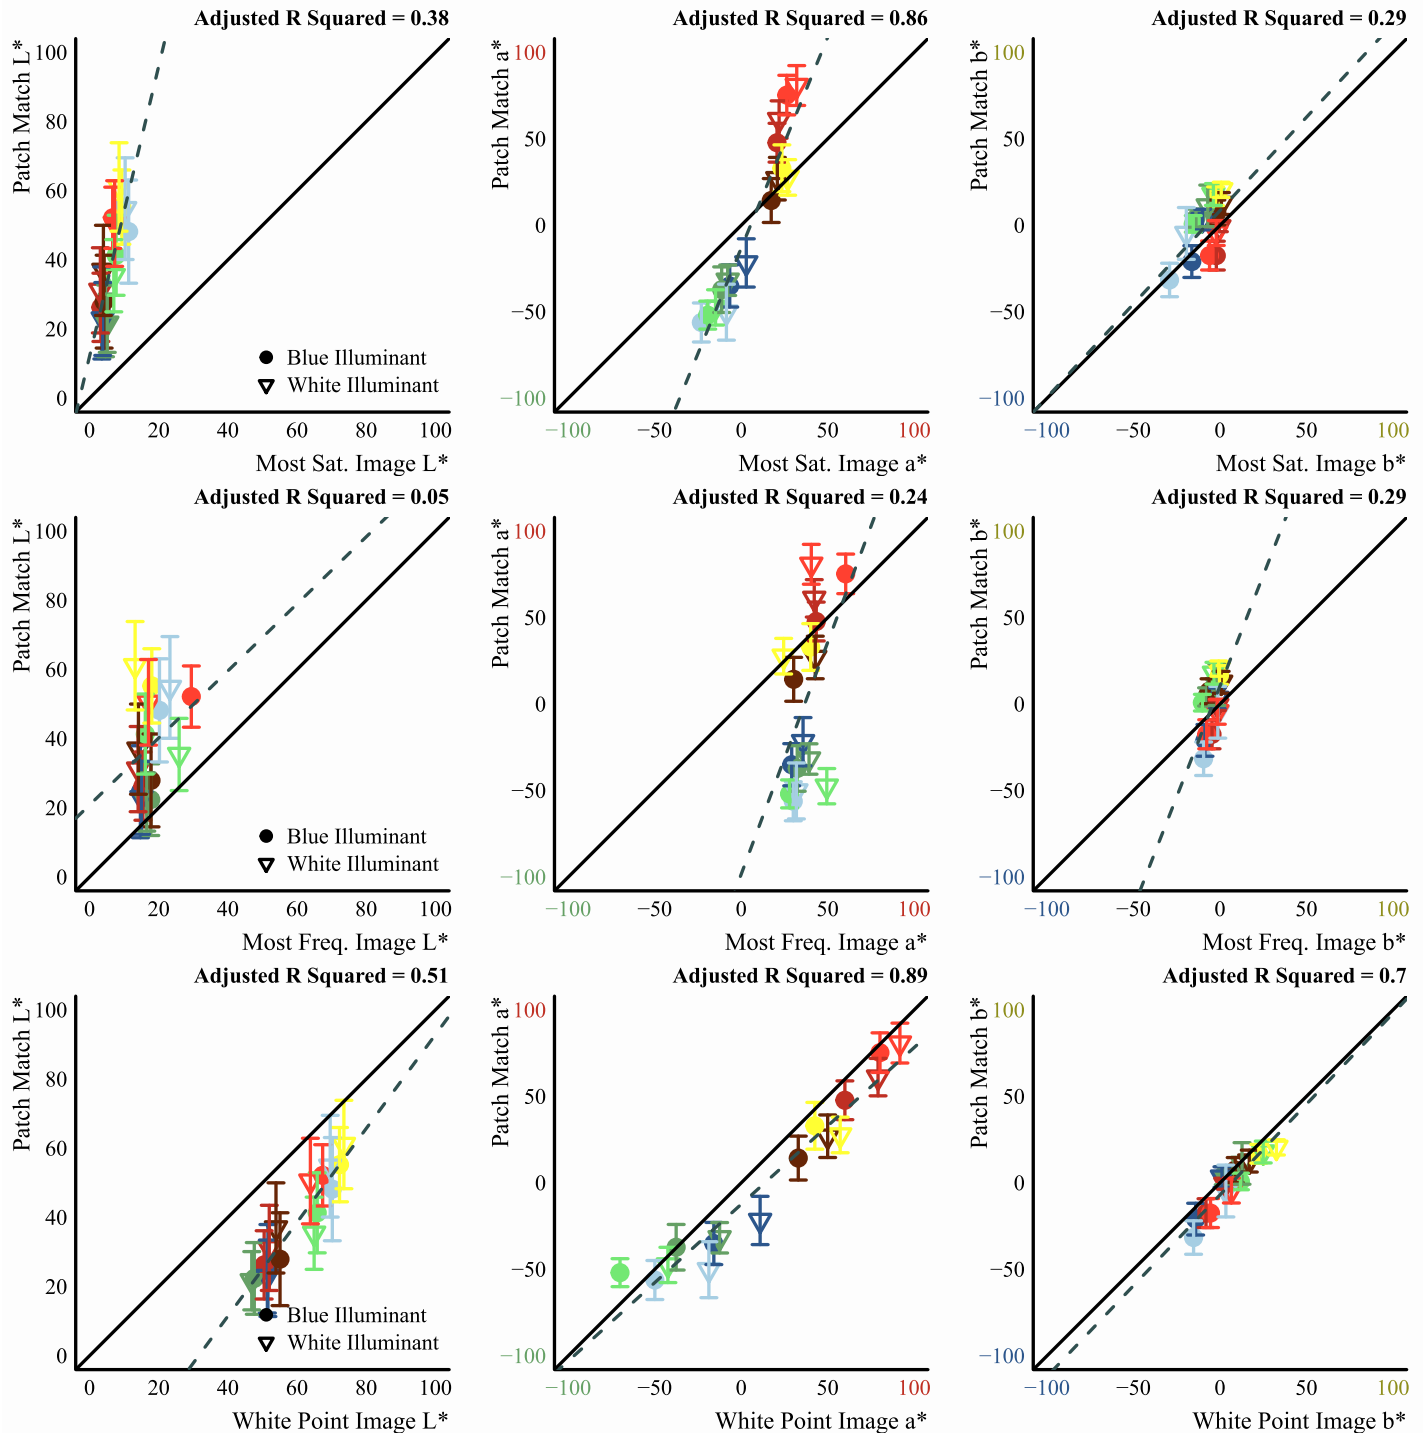 Adjusted R Squared = 0.38
Patch Match L*
100
80
60
40
20
0
Blue Illuminant
White Illuminant
0 20 40 60 80 100
Most Sat. Image L*
Adjusted R Squared = 0.86
Patch Match a*
100
50
0
−50
−100
−100 −50 0 50 100
Most Sat. Image a*
Adjusted R Squared = 0.29
Patch Match b*
100
50
0
−50
−100
−100 −50 0 50 100
Most Sat. Image b*
Adjusted R Squared = 0.05
Patch Match L*
100
80
60
40
20
0
Blue Illuminant
White Illuminant
0 20 40 60 80 100
Most Freq. Image L*
Adjusted R Squared = 0.24
Patch Match a*
100
50
0
−50
−100
−100 −50 0 50 100
Most Freq. Image a*
Adjusted R Squared = 0.29
Patch Match b*
100
50
0
−50
−100
−100 −50 0 50 100
Most Freq. Image b*
Adjusted R Squared = 0.51
Patch Match L*
100
80
60
40
20
0
Blue Illuminant
White Illuminant
0 20 40 60 80 100
White Point Image L*
Adjusted R Squared = 0.89
Patch Match a*
100
50
0
−50
−100
−100 −50 0 50 100
White Point Image a*
Adjusted R Squared = 0.7
Patch Match b*
100
50
0
−50
−100
−100 −50 0 50 100
White Point Image b*